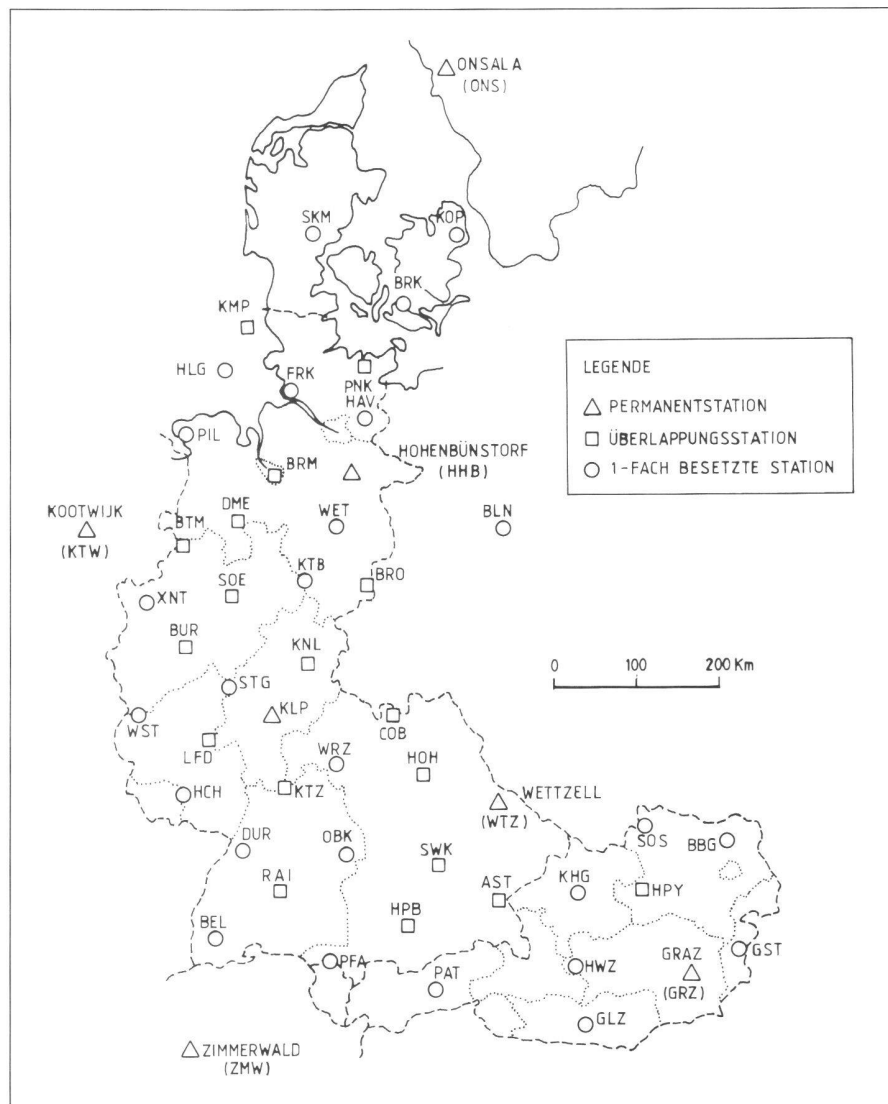 ONSALA
(ONS)
SKM
KOP
BRK
KMP
HLG
FRK
PNK
HAV
PIL
BRM
HOHENBÜNSTORF
(HHB)
LEGENDE
PERMANENTSTATION
ÜBERLAPPUNGSSTATION
1-FACH BESETZTE STATION
KOOTWIJK
(KTW)
BTM
DME
WET
BLN
XNT
SOE
KTB
BRO
BUR
KNL
0 100 200 Km
STG
WST
KLP
COB
LFD
WRZ
HOH
HCH
KTZ
WETTZELL
(WTZ)
DUR
OBK
SWK
SOS
BBG
RAI
AST
KHG
HPY
BEL
HPB
PFA
PAT
HWZ
GRAZ
(GRZ)
GST
GLZ
ZIMMERWALD
(ZMW)